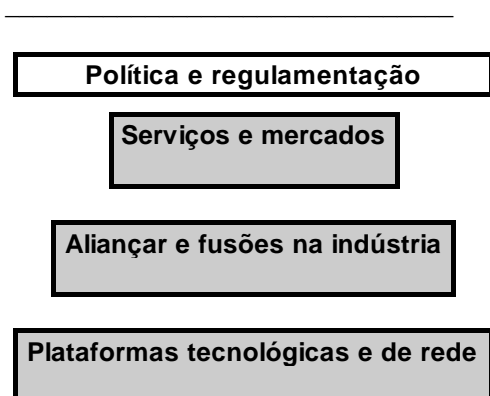 Política e regulamentação
Serviços e mercados
Aliançar e fusões na indústria
Plataformas tecnológicas e de rede